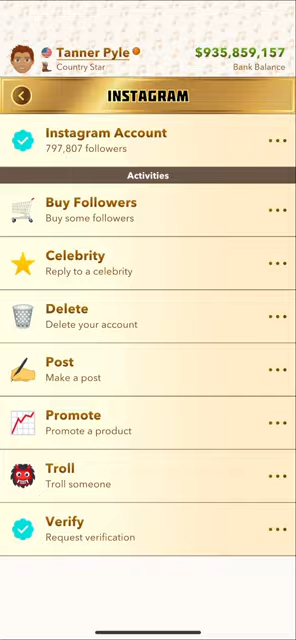 Tanner Pyle
$935,859,157
Country Star
Bank Balance
INSTAGRAM
Instagram Account
797,807 followers
Activities
Buy Followers
Buy some followers
Celebrity
Reply to a celebrity
Delete
Delete your account
Post
Make a post
Promote
Promote a product
Troll
Troll someone
Verify
Request verification